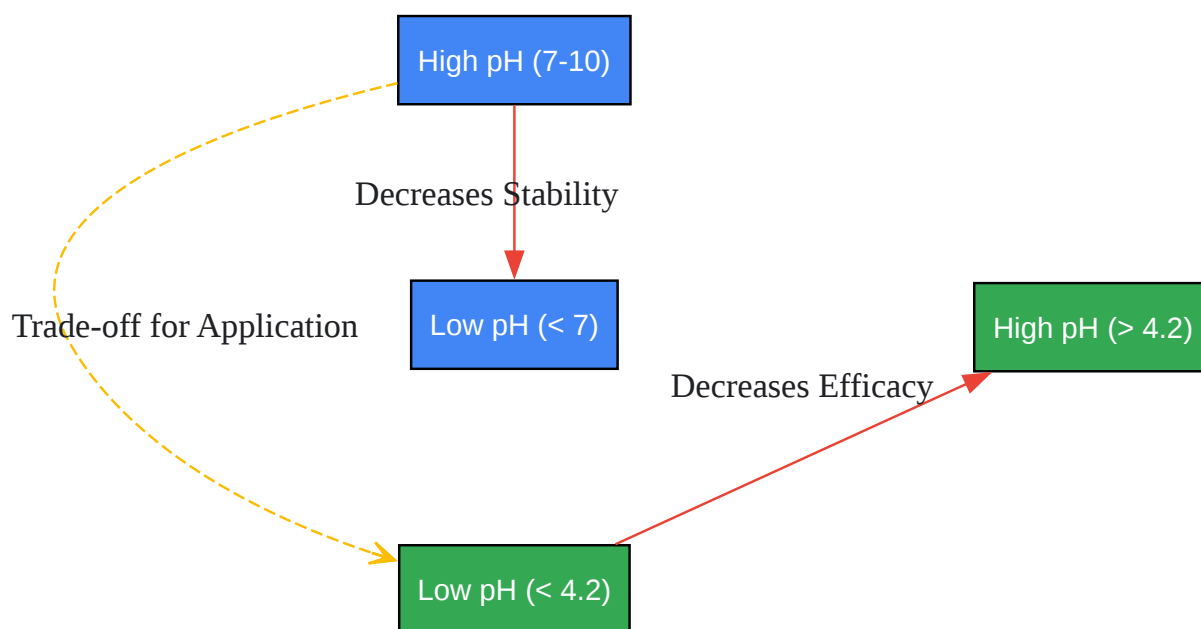 High pH (7-10)
Decreases Stability
Low pH (< 7)
Trade-off for Application
High pH (> 4.2)
Decreases Efficacy
Low pH (< 4.2)